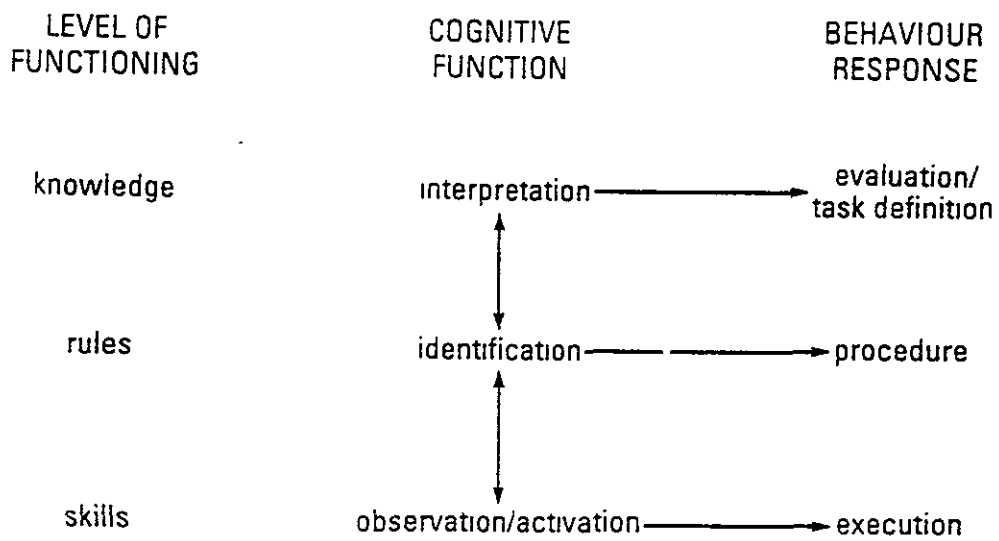 LEVEL OF
FUNCTIONING
COGNITIVE
FUNCTION
BEHAVIOUR
RESPONSE
knowledge
interpretation
evaluation/
task definition
rules
identification
procedure
skills
observation/activation
execution